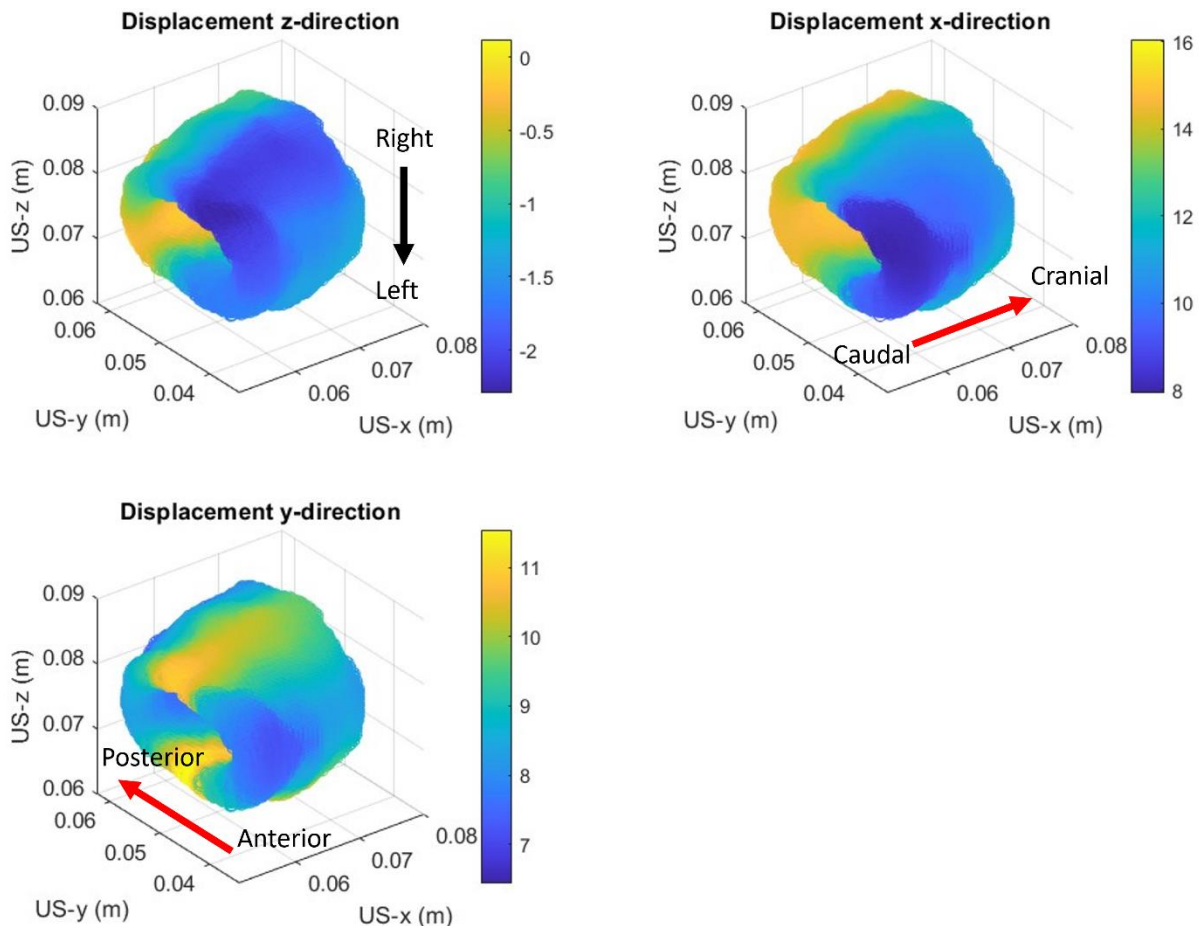 Displacement z-direction
0.09
0.08
0.07
0.06
US-z (m)
0.06
0.05
0.04
US-y (m)
0.06
0.07
0.08
US-x (m)
Right
Left
0
-0.5
-1
-1.5
-2
Displacement x-direction
0.09
0.08
0.07
0.06
US-z (m)
0.06
0.05
0.04
US-y (m)
0.06
0.07
0.08
US-x (m)
Cranial
Caudal
16
14
12
10
8
Displacement y-direction
0.09
0.08
0.07
0.06
US-z (m)
Posterior
Anterior
0.06
0.05
0.04
US-y (m)
0.06
0.07
0.08
US-x (m)
11
10
9
8
7